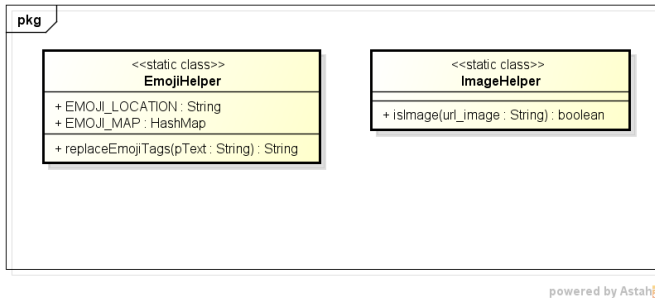 pkg
<<static class>>
EmojiHelper
+ EMOJI_LOCATION : String
+ EMOJI_MAP : HashMap
+ replaceEmojiTags(pText : String) : String
<<static class>>
ImageHelper
+ isImage(url_image : String) : boolean
powered by Astah